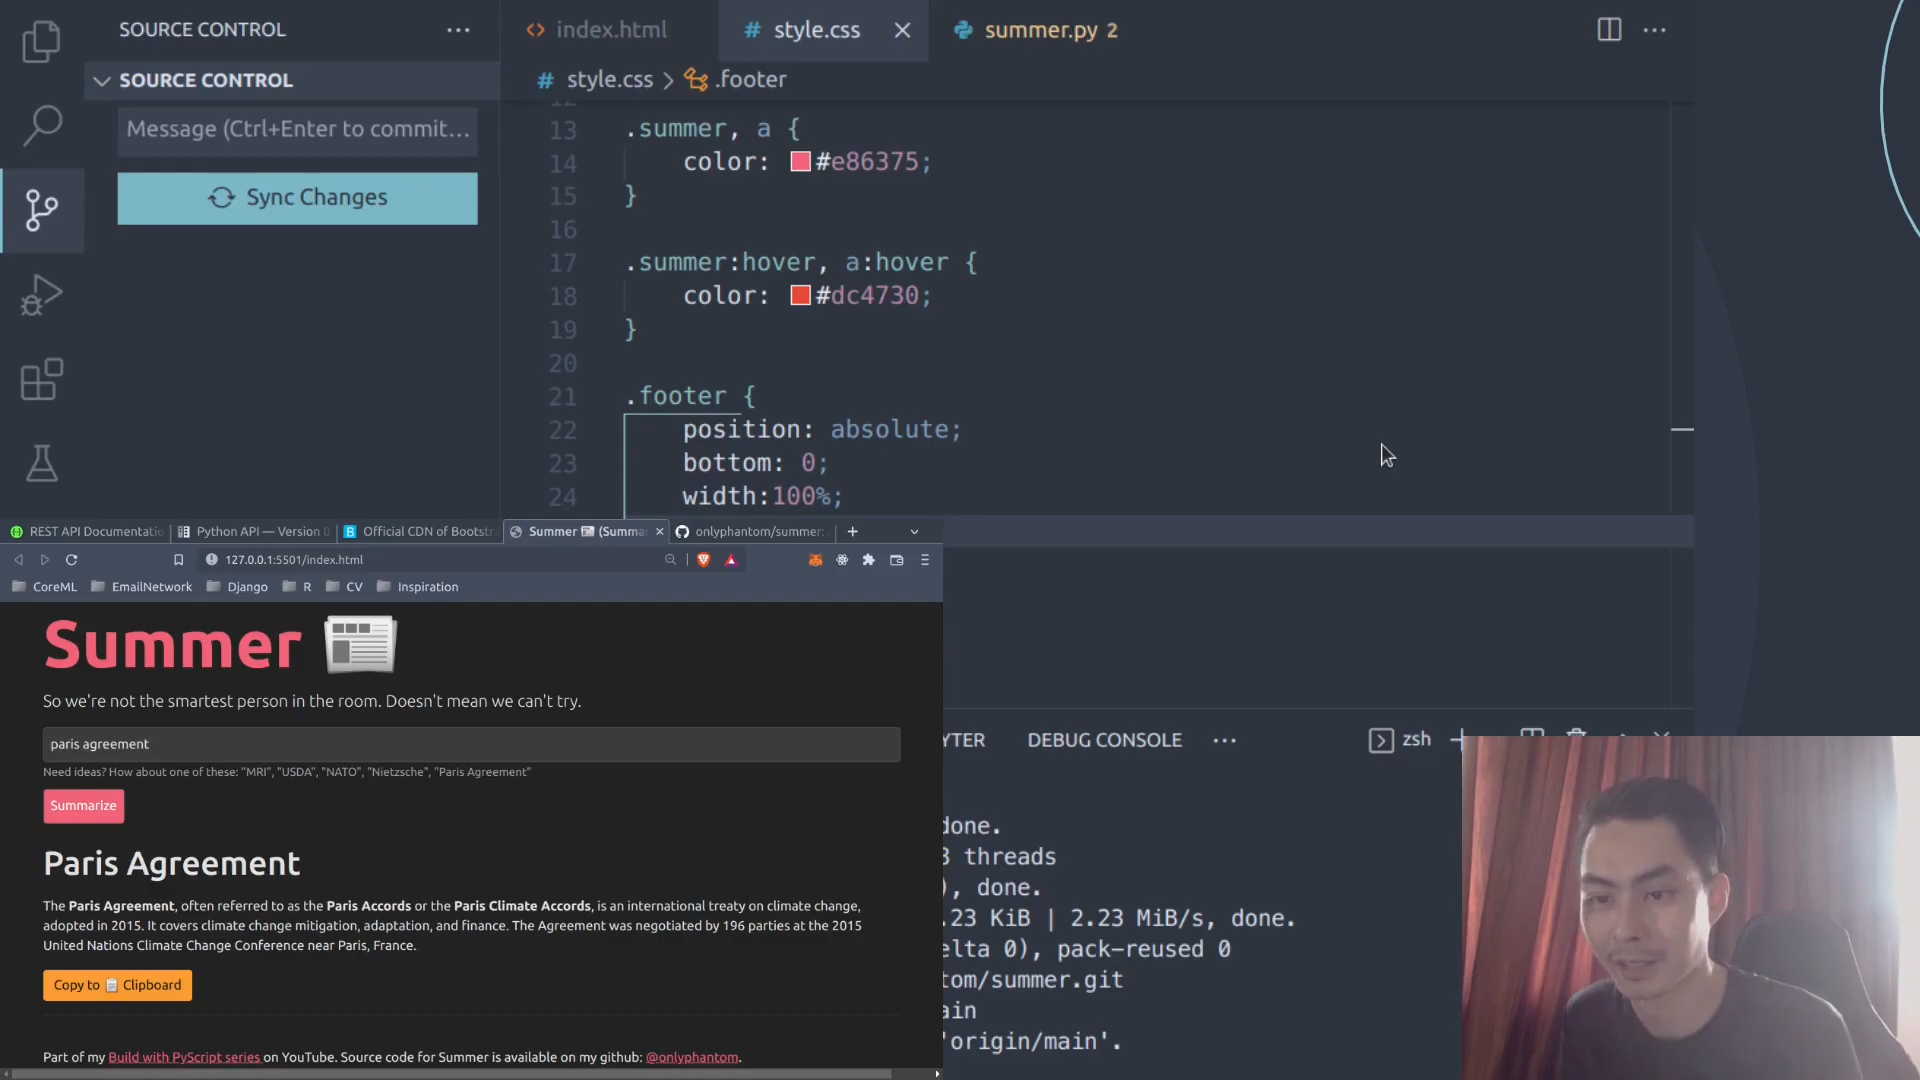 SOURCE CONTROL
SOURCE CONTROL
Message (Ctrl+Enter to commit...
Sync Changes
index.html
# style.css
summer.py 2
# style.css > .footer
13 .summer, a {
14 color: #e86375;
15 }
16
17 .summer:hover, a:hover {
18 color: #dc4730;
19 }
20
21 .footer {
22 position: absolute;
23 bottom: 0;
24 width:100%;
REST API Documentatio
Python API — Version 0
Official CDN of Bootstr
Summer (Summa
onlyphantom/summer:
127.0.0.1:5501/index.html
CoreML
EmailNetwork
Django
R
CV
Inspiration
Summer
So we're not the smartest person in the room. Doesn't mean we can't try.
paris agreement
Need ideas? How about one of these: "MRI", "USDA", "NATO", "Nietzsche", "Paris Agreement"
Summarize
Paris Agreement
The Paris Agreement, often referred to as the Paris Accords or the Paris Climate Accords, is an international treaty on climate change,
adopted in 2015. It covers climate change mitigation, adaptation, and finance. The Agreement was negotiated by 196 parties at the 2015
United Nations Climate Change Conference near Paris, France.
Copy to Clipboard
Part of my Build with PyScript series on YouTube. Source code for Summer is available on my github: @onlyphantom.
YTER
DEBUG CONSOLE
zsh
done.
threads
), done.
.23 KiB | 2.23 MiB/s, done.
elta 0), pack-reused 0
tom/summer.git
ain
'origin/main'.